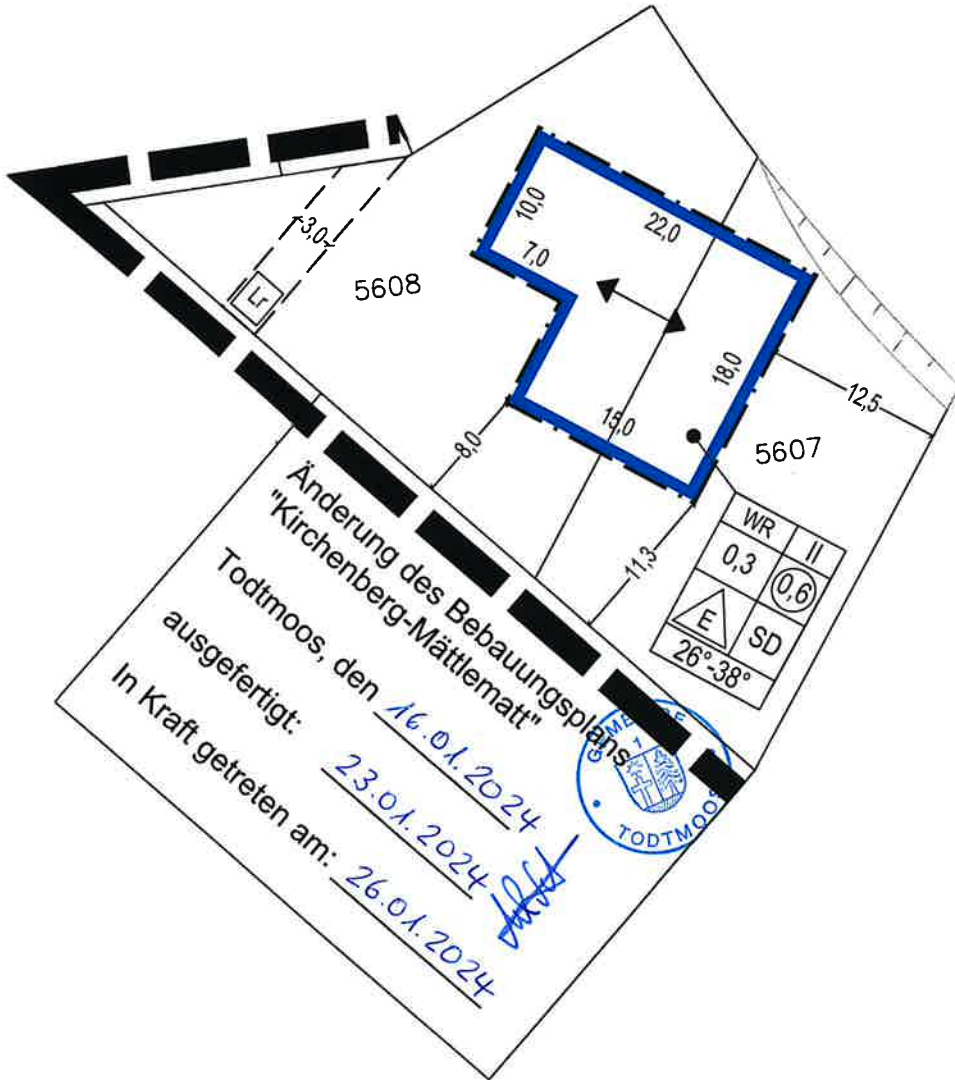 10,0
22,0
7,0
3,0
5608
Lr
18,0
12,5
15,0
8,0
5607
11,3
WR II
0,3 0,6
E SD
26°-38°
Änderung des Bebauungsplans
"Kirchenberg-Mättlematt"
Todtmoos, den 16.01.2024
ausgefertigt: 23.01.2024
In Kraft getreten am: 26.01.2024
GEMEINDE
1
TODTMOOS